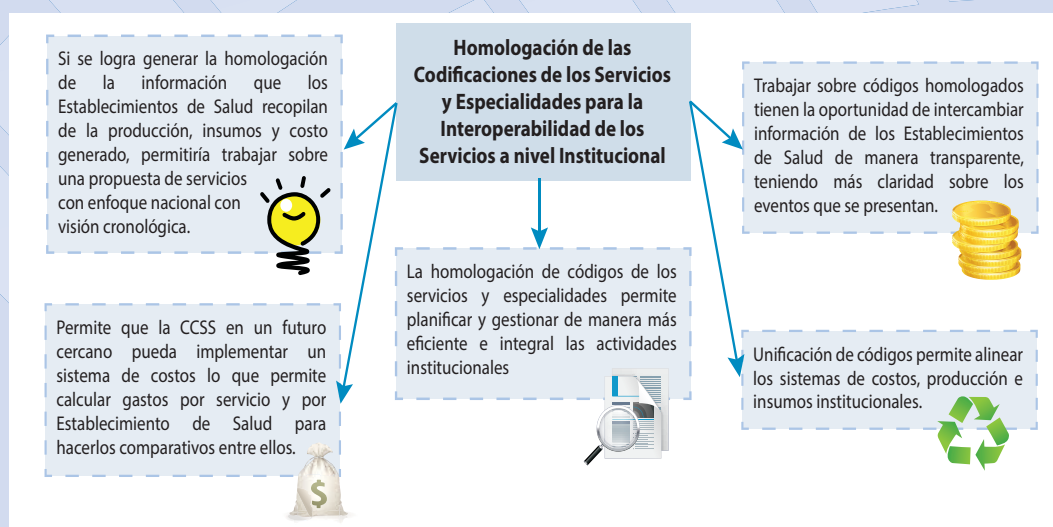 Homologación de las
Codificaciones de los Servicios
y Especialidades para la
Interoperabilidad de los
Servicios a nivel Institucional
Si se logra generar la homologación
de la información que los
Establecimientos de Salud recopilan
de la producción, insumos y costo
generado, permitiría trabajar sobre
una propuesta de servicios
con enfoque nacional con
visión cronológica.
Permite que la CCSS en un futuro
cercano pueda implementar un
sistema de costos lo que permite
calcular gastos por servicio y por
Establecimiento de Salud para
hacerlos comparativos entre ellos.
$
La homologación de códigos de los
servicios y especialidades permite
planificar y gestionar de manera más
eficiente e integral las actividades
institucionales
Trabajar sobre códigos homologados
tienen la oportunidad de intercambiar
información de los Establecimientos
de Salud de manera transparente,
teniendo más claridad sobre los
eventos que se presentan.
Unificación de códigos permite alinear
los sistemas de costos, producción e
insumos institucionales.